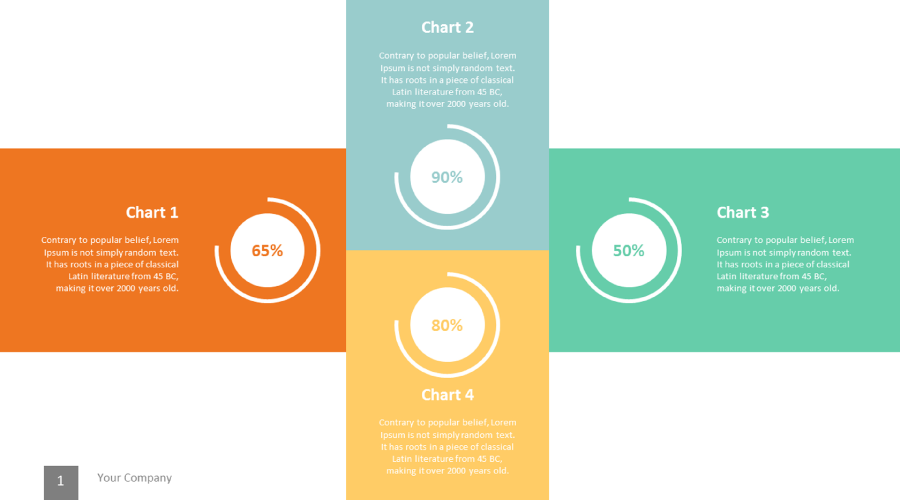 Chart 2
Contrary to popular belief, Lorem
Ipsum is not simply random text.
It has roots in a piece of classical
Latin literature from 45 BC,
making it over 2000 years old.
90%
Chart 1
Contrary to popular belief, Lorem
Ipsum is not simply random text.
It has roots in a piece of classical
Latin literature from 45 BC,
making it over 2000 years old.
65%
50%
Chart 3
Contrary to popular belief, Lorem
Ipsum is not simply random text.
It has roots in a piece of classical
Latin literature from 45 BC,
making it over 2000 years old.
80%
Chart 4
Contrary to popular belief, Lorem
Ipsum is not simply random text.
It has roots in a piece of classical
Latin literature from 45 BC,
making it over 2000 years old.
1
Your Company